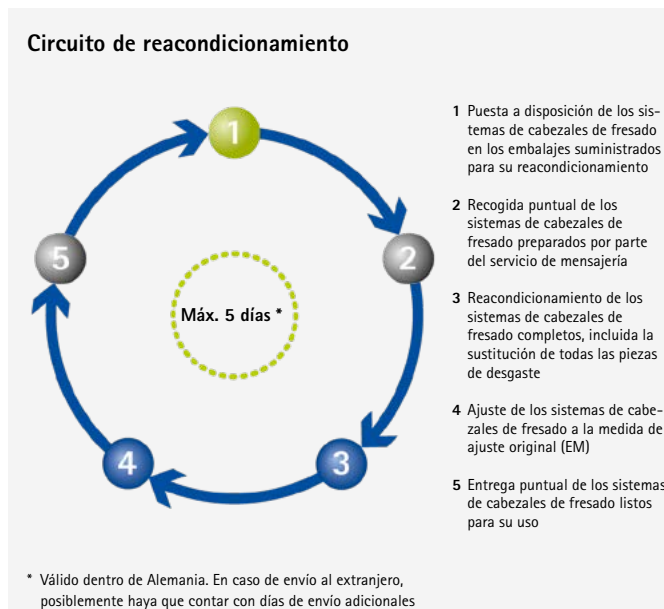 Circuito de reacondicionamiento
1
2
3
4
5
Máx. 5 días *
1 Puesta a disposición de los sis-
temas de cabezales de fresado
en los embalajes suministrados
para su reacondicionamiento
2 Recogida puntual de los
sistemas de cabezales de
fresado preparados por parte
del servicio de mensajería
3 Reacondicionamiento de los
sistemas de cabezales de
fresado completos, incluida la
sustitución de todas las piezas
de desgaste
4 Ajuste de los sistemas de cabe-
zales de fresado a la medida de
ajuste original (EM)
5 Entrega puntual de los sistemas
de cabezales de fresado listos
para su uso
* Válido dentro de Alemania. En caso de envío al extranjero,
posiblemente haya que contar con días de envío adicionales